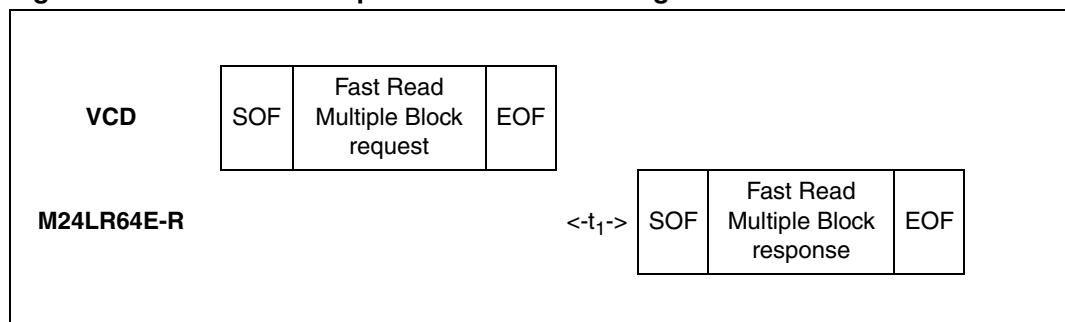 VCD
SOF
Fast Read
Multiple Block
request
EOF
M24LR64E-R
<-t₁->
SOF
Fast Read
Multiple Block
response
EOF